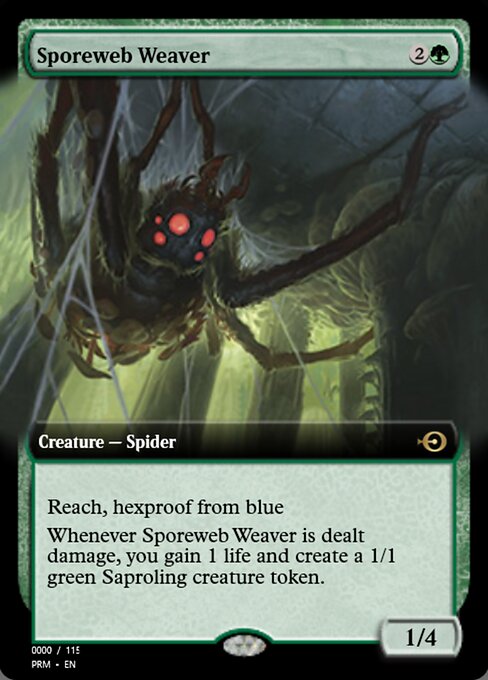 Sporeweb Weaver 2
Creature — Spider
Reach, hexproof from blue
Whenever Sporeweb Weaver is dealt
damage, you gain 1 life and create a 1/1
green Saproling creature token.
1/4
0000 / 115
PRM • EN